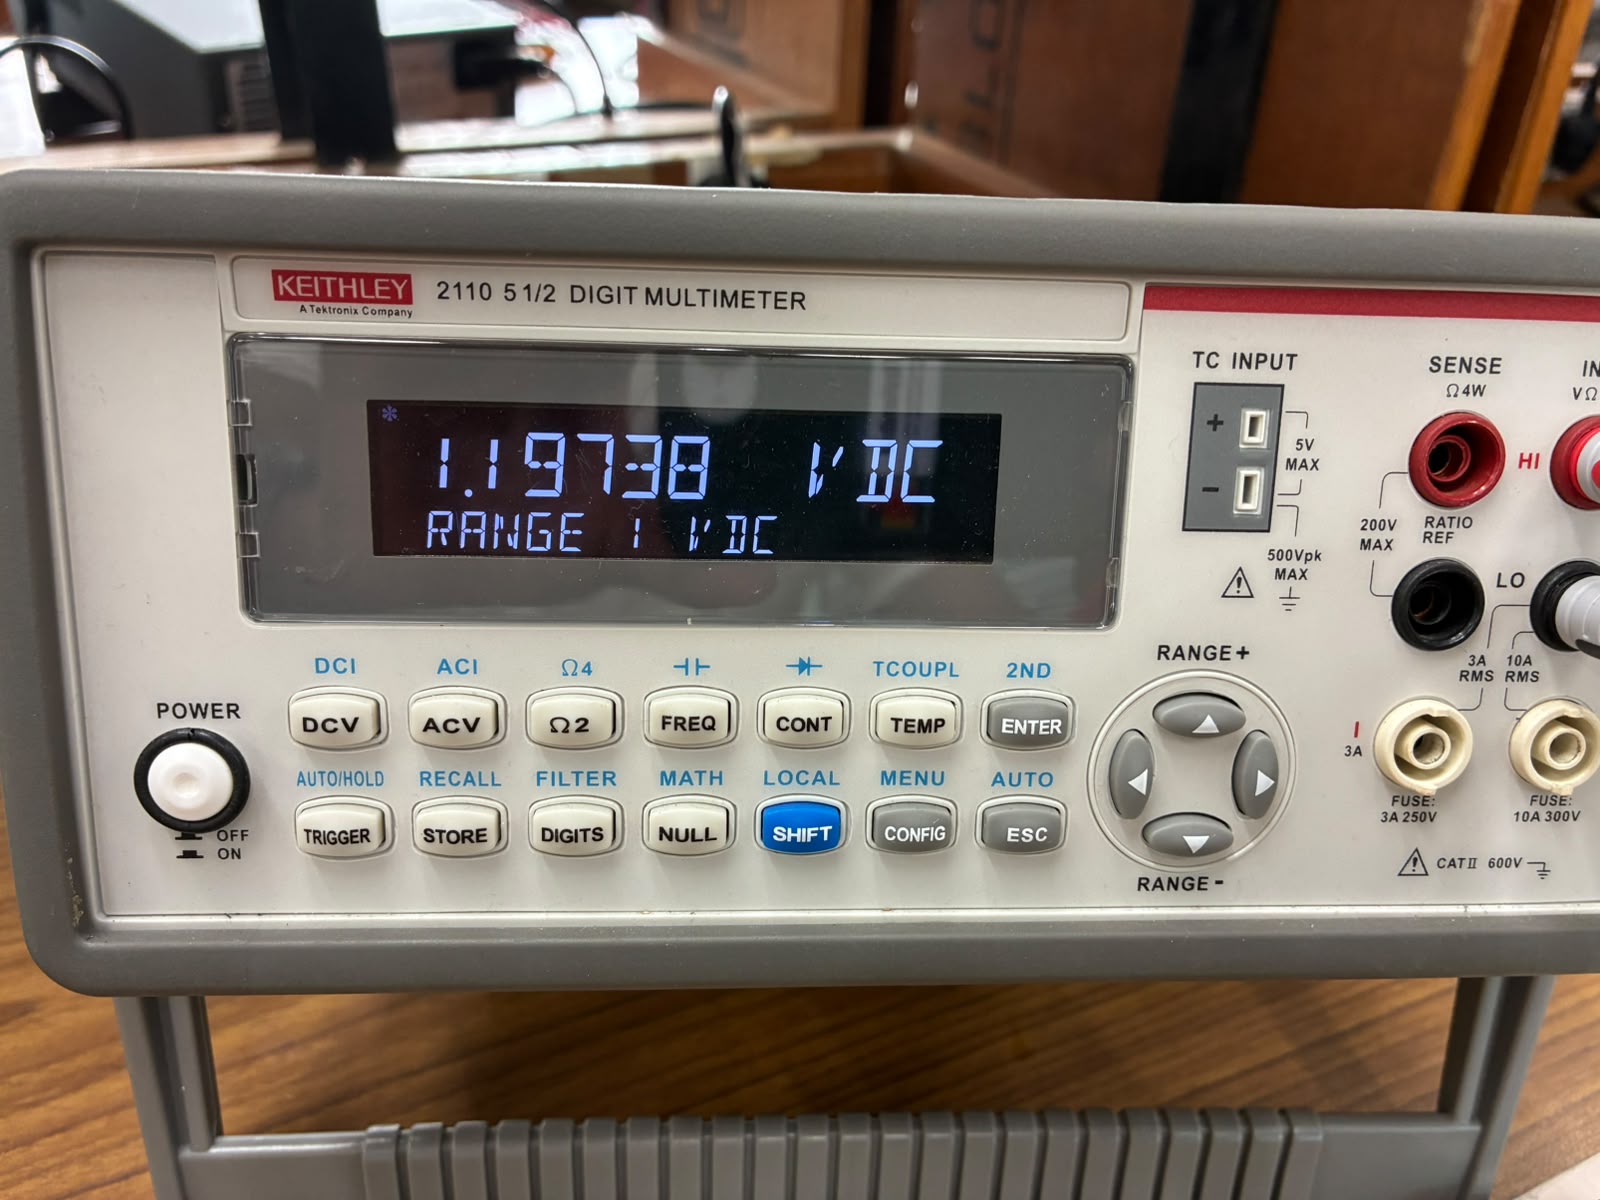 KEITHLEY
A Tektronix Company
2110 5 1/2 DIGIT MULTIMETER
*
1.19738 VDC
RANGE 1 VDC
TC INPUT
+
-
5V
MAX
500Vpk
MAX
SENSE
Ω 4W
HI
200V
MAX
RATIO
REF
LO
3A
RMS
10A
RMS
I
3A
FUSE:
3A 250V
FUSE:
10A 300V
CAT II 600V
POWER
OFF
ON
DCI
ACI
Ω4
TCOUPL
2ND
DCV
ACV
Ω2
FREQ
CONT
TEMP
ENTER
AUTO/HOLD
RECALL
FILTER
MATH
LOCAL
MENU
AUTO
TRIGGER
STORE
DIGITS
NULL
SHIFT
CONFIG
ESC
RANGE+
RANGE-